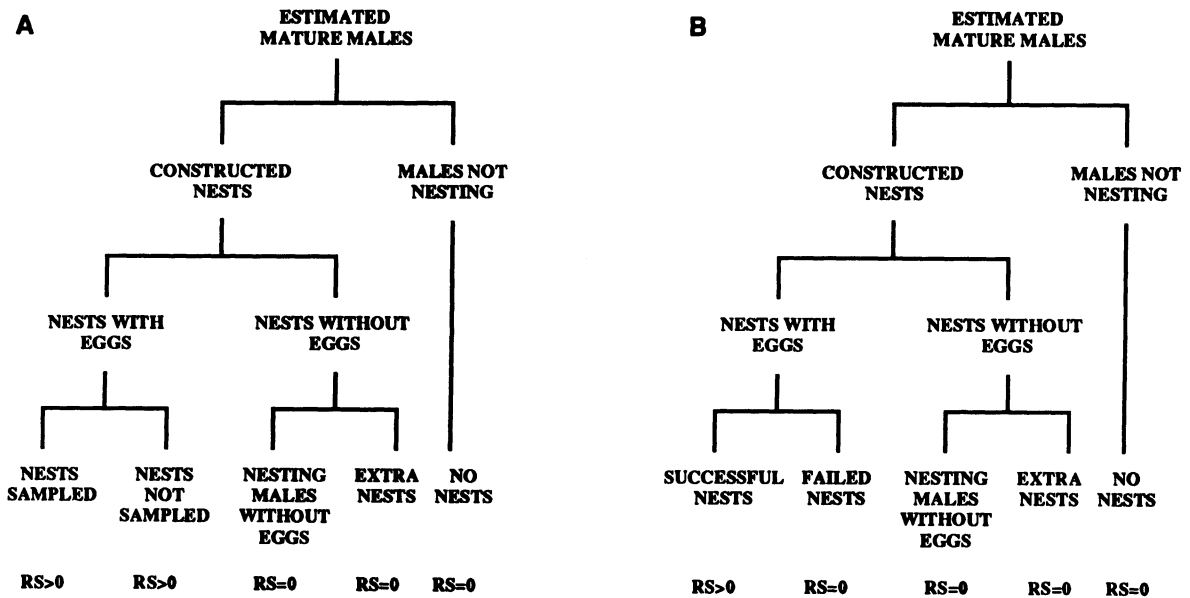 A
ESTIMATED
MATURE MALES
CONSTRUCTED
NESTS
MALES NOT
NESTING
NESTS WITH
EGGS
NESTS WITHOUT
EGGS
NESTS
SAMPLED
NESTS
NOT
SAMPLED
NESTING
MALES
WITHOUT
EGGS
EXTRA
NESTS
NO
NESTS
RS>0
RS>0
RS=0
RS=0
RS=0
B
ESTIMATED
MATURE MALES
CONSTRUCTED
NESTS
MALES NOT
NESTING
NESTS WITH
EGGS
NESTS WITHOUT
EGGS
SUCCESSFUL
NESTS
FAILED
NESTS
NESTING
MALES
WITHOUT
EGGS
EXTRA
NESTS
NO
NESTS
RS>0
RS=0
RS=0
RS=0
RS=0